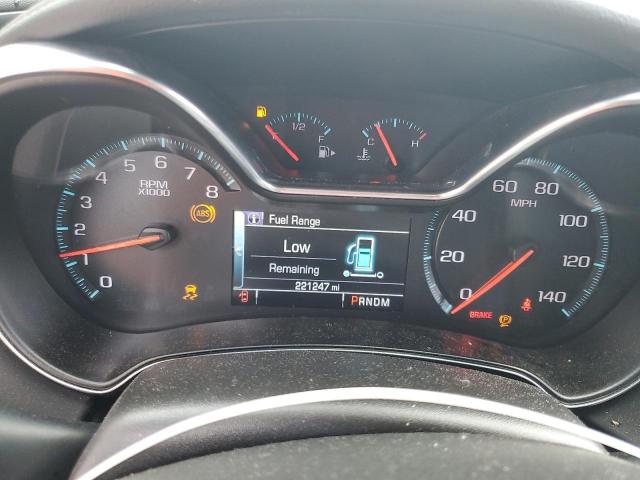 1/2
F
C
H
0
1
2
3
4
5
6
7
8
RPM
X1000
ABS
i Fuel Range
Low
Remaining
221247 mi
PRNDM
0
20
40
60
80
100
120
140
MPH
BRAKE
P